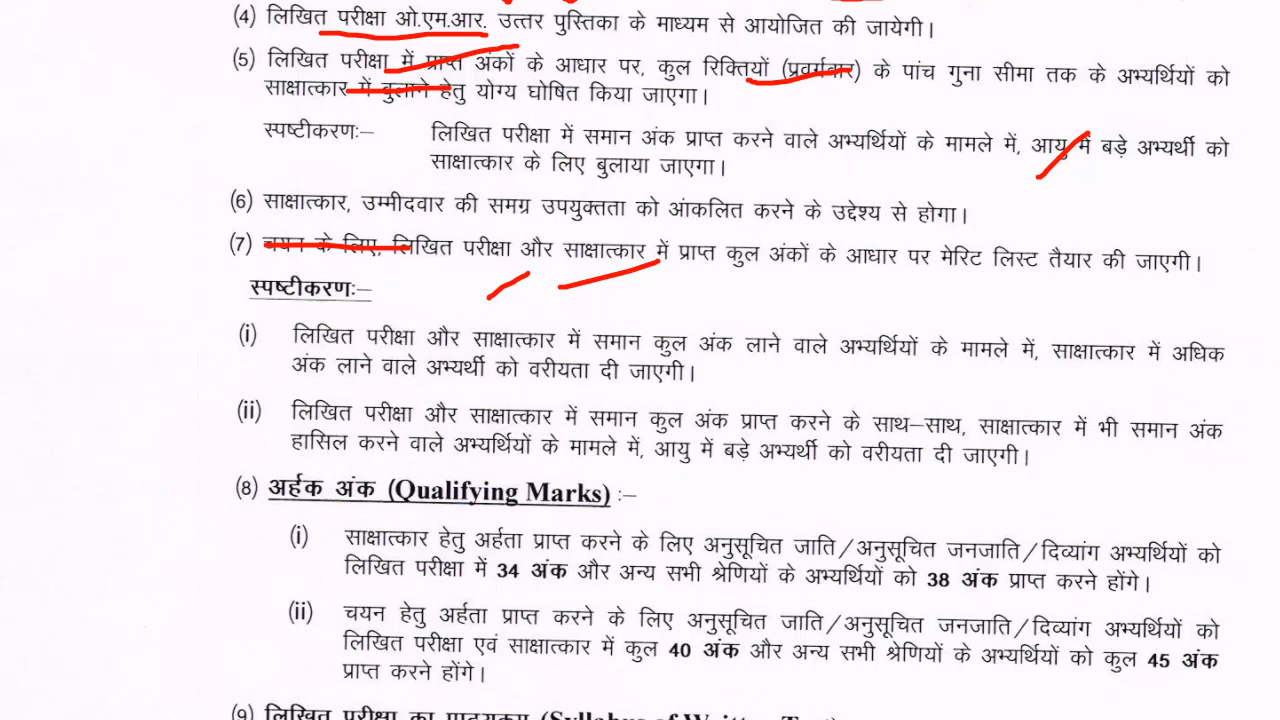 (4) लिखित परीक्षा ओ.एम.आर. उत्तर पुस्तिका के माध्यम से आयोजित की जायेगी।
(5) लिखित परीक्षा में प्राप्त अंकों के आधार पर, कुल रिक्तियों (प्रवर्गवार) के पांच गुना सीमा तक के अभ्यर्थियों को
साक्षात्कार में बुलाने हेतु योग्य घोषित किया जाएगा।
स्पष्टीकरणः– लिखित परीक्षा में समान अंक प्राप्त करने वाले अभ्यर्थियों के मामले में, आयु में बड़े अभ्यर्थी को
साक्षात्कार के लिए बुलाया जाएगा।
(6) साक्षात्कार, उम्मीदवार की समग्र उपयुक्तता को आंकलित करने के उद्देश्य से होगा।
(7) चयन के लिए, लिखित परीक्षा और साक्षात्कार में प्राप्त कुल अंकों के आधार पर मेरिट लिस्ट तैयार की जाएगी।
स्पष्टीकरणः–
(i) लिखित परीक्षा और साक्षात्कार में समान कुल अंक लाने वाले अभ्यर्थियों के मामले में, साक्षात्कार में अधिक
अंक लाने वाले अभ्यर्थी को वरीयता दी जाएगी।
(ii) लिखित परीक्षा और साक्षात्कार में समान कुल अंक प्राप्त करने के साथ–साथ, साक्षात्कार में भी समान अंक
हासिल करने वाले अभ्यर्थियों के मामले में, आयु में बड़े अभ्यर्थी को वरीयता दी जाएगी।
(8) अर्हक अंक (Qualifying Marks) :–
(i) साक्षात्कार हेतु अर्हता प्राप्त करने के लिए अनुसूचित जाति/अनुसूचित जनजाति/दिव्यांग अभ्यर्थियों को
लिखित परीक्षा में 34 अंक और अन्य सभी श्रेणियों के अभ्यर्थियों को 38 अंक प्राप्त करने होंगे।
(ii) चयन हेतु अर्हता प्राप्त करने के लिए अनुसूचित जाति/अनुसूचित जनजाति/दिव्यांग अभ्यर्थियों को
लिखित परीक्षा एवं साक्षात्कार में कुल 40 अंक और अन्य सभी श्रेणियों के अभ्यर्थियों को कुल 45 अंक
प्राप्त करने होंगे।
(9) लिखित परीक्षा का पाठ्यक्रम (Syllabus of Written Test)